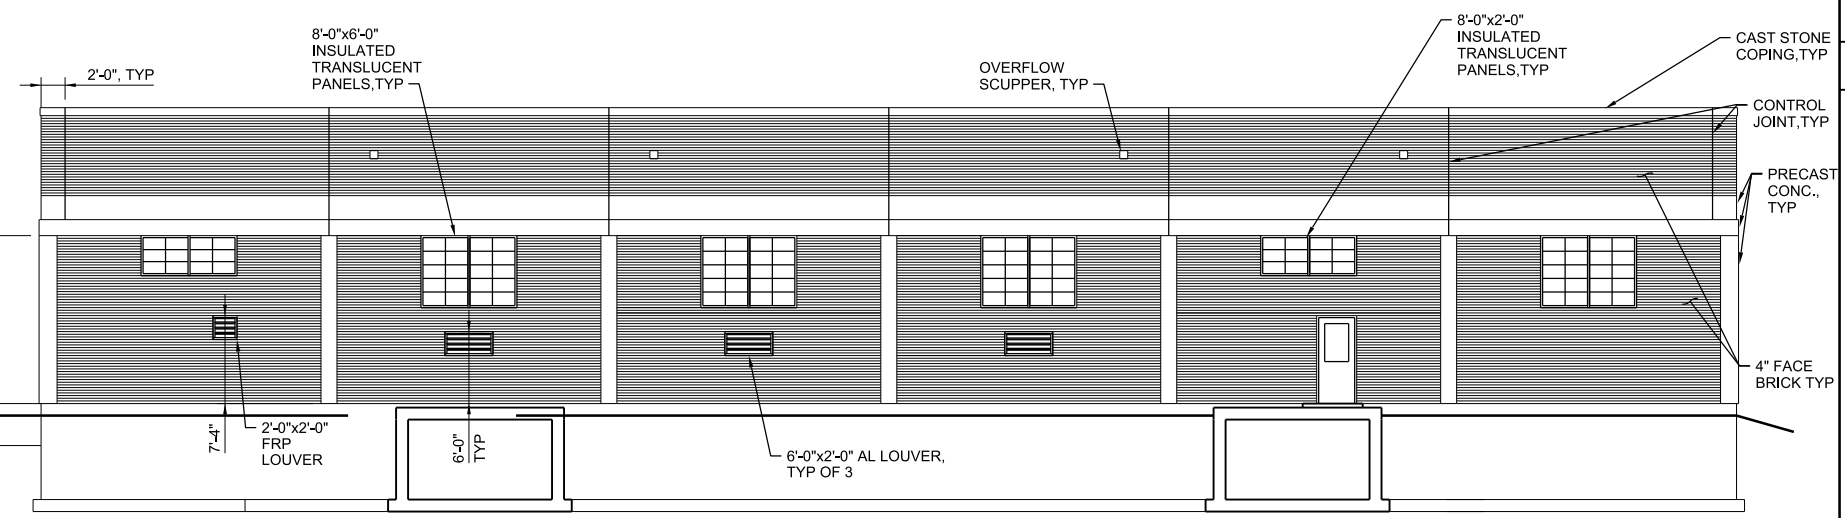 2'-0", TYP
8'-0"x6'-0"
INSULATED
TRANSLUCENT
PANELS,TYP
OVERFLOW
SCUPPER, TYP
8'-0"x2'-0"
INSULATED
TRANSLUCENT
PANELS,TYP
CAST STONE
COPING,TYP
CONTROL
JOINT,TYP
PRECAST
CONC.,
TYP
4" FACE
BRICK TYP
7'-4"
2'-0"x2'-0"
FRP
LOUVER
6'-0"
TYP
6'-0"x2'-0" AL LOUVER,
TYP OF 3